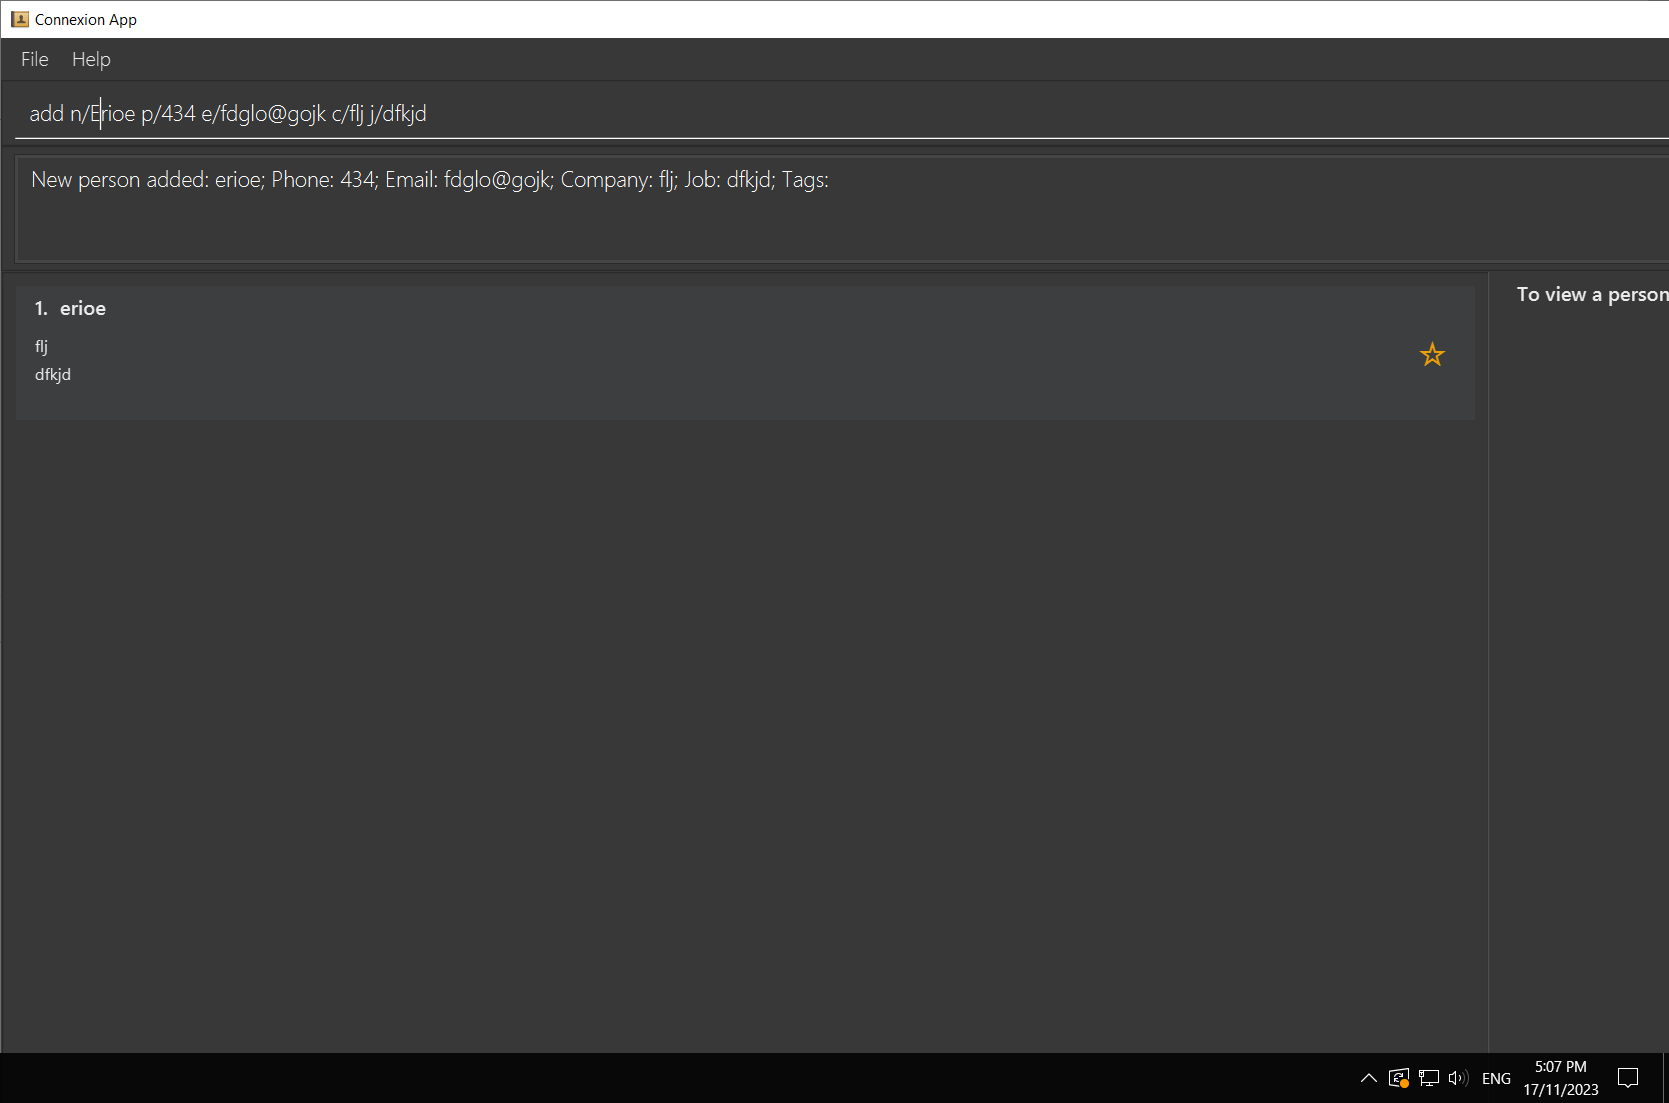 Connexion App
File Help
add n/Erioe p/434 e/fdglo@gojk c/flj j/dfkjd
New person added: erioe; Phone: 434; Email: fdglo@gojk; Company: flj; Job: dfkjd; Tags:
1. erioe
flj
dfkjd
To view a person
ENG
5:07 PM
17/11/2023